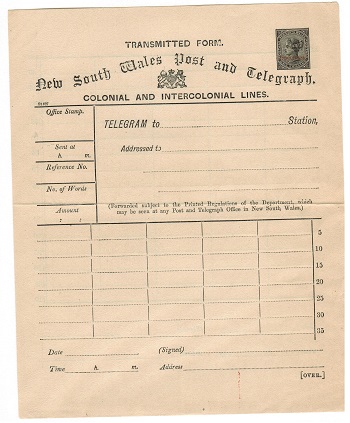 TRANSMITTED FORM.
New South Wales Post and Telegraph.
COLONIAL AND INTERCOLONIAL LINES.
Office Stamp.
TELEGRAM to Station,
Sent at
h. m.
Addressed to
Reference No.
No. of Words
Amount
: :
(Forwarded subject to the Printed Regulations of the Department, which
may be seen at any Post and Telegraph Office in New South Wales.)
5
10
15
20
25
30
35
Date (Signed)
Time h. m. Address
[OVER.]